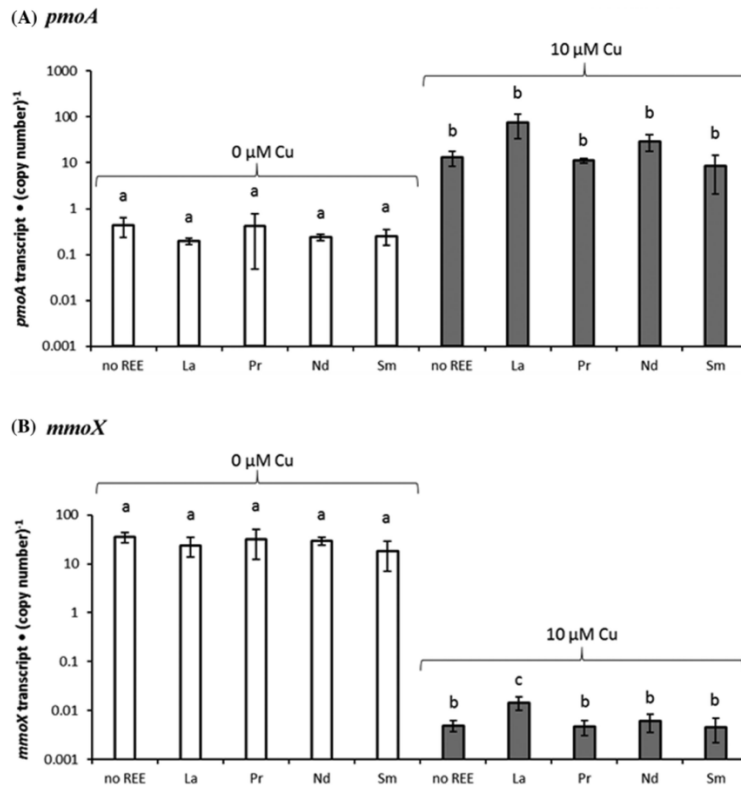 (A) pmoA
10 µM Cu
1000
b
100
b
b
b
b
10
0 µM Cu
a
a
a
a
a
1
0.1
0.01
0.001
pmoA transcript • (copy number)-1
no REE La Pr Nd Sm no REE La Pr Nd Sm
(B) mmoX
0 µM Cu
a a a a a
100
10
1
10 µM Cu
0.1
c
b b b b
0.01
0.001
mmoX transcript • (copy number)-1
no REE La Pr Nd Sm no REE La Pr Nd Sm